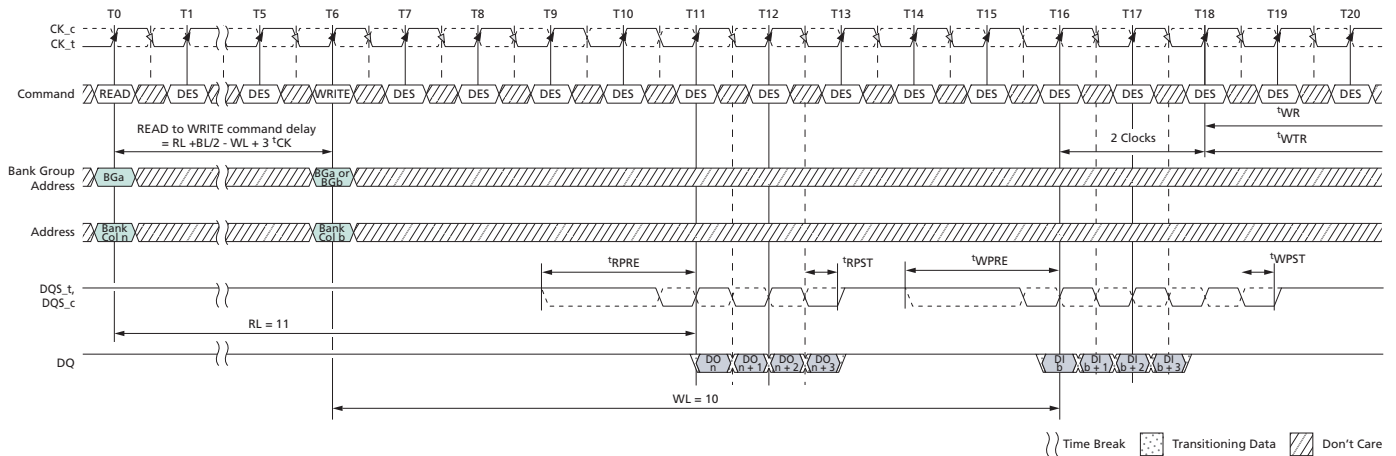 T0 T1 T5 T6 T7 T8 T9 T10 T11 T12 T13 T14 T15 T16 T17 T18 T19 T20
CK_c
CK_t
Command READ DES DES WRITE DES DES DES DES DES DES DES DES DES DES DES DES DES DES
tWR
READ to WRITE command delay
= RL +BL/2 - WL + 3 tCK
2 Clocks
tWTR
Bank Group
Address
BGa
BGa or
BGb
Address
Bank
Col n
Bank
Col b
tRPRE tRPST tWPRE tWPST
DQS_t,
DQS_c
RL = 11
DQ
DO
n
DO
n + 1
DO
n + 2
DO
n + 3
DI
b
DI
b + 1
DI
b + 2
DI
b + 3
WL = 10
Time Break Transitioning Data Don't Care